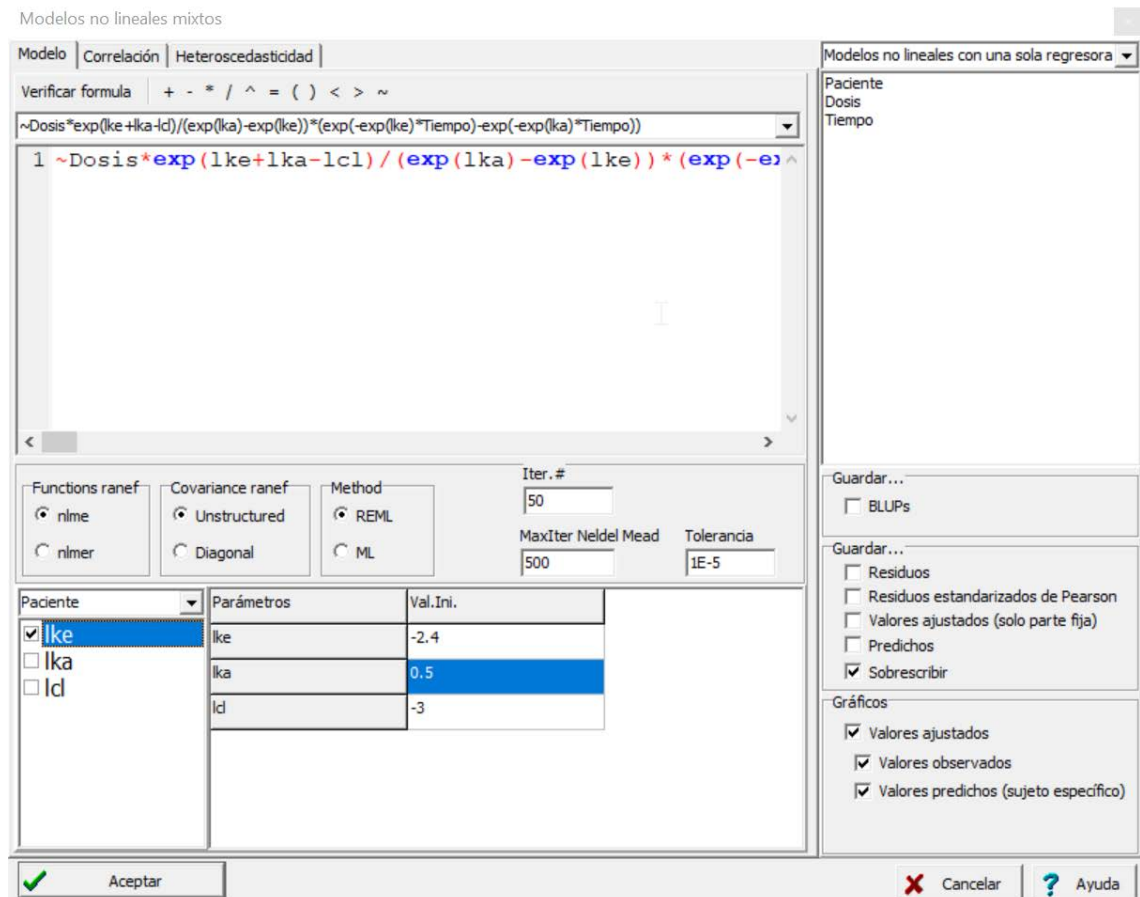 Modelos no lineales mixtos
Modelo Correlación Heteroscedasticidad
Verificar formula + - * / ^ = ( ) < > ~
~Dosis*exp(lke+lka-lcl)/(exp(lka)-exp(lke))*(exp(-exp(lke)*Tiempo)-exp(-exp(lka)*Tiempo))
1 ~Dosis*exp(lke+lka-lcl)/(exp(lka)-exp(lke))*(exp(-ex
Modelos no lineales con una sola regresora
Paciente
Dosis
Tiempo
Functions ranef
nlme
nlmer
Covariance ranef
Unstructured
Diagonal
Method
REML
ML
Iter.#
50
MaxIter Neldel Mead
500
Tolerancia
1E-5
Paciente
lke
lka
lcl
Parámetros Val.Ini.
lke -2.4
lka 0.5
lcl -3
Guardar...
BLUPs
Guardar...
Residuos
Residuos estandarizados de Pearson
Valores ajustados (solo parte fija)
Predichos
Sobrescribir
Gráficos
Valores ajustados
Valores observados
Valores predichos (sujeto específico)
Aceptar
Cancelar
? Ayuda